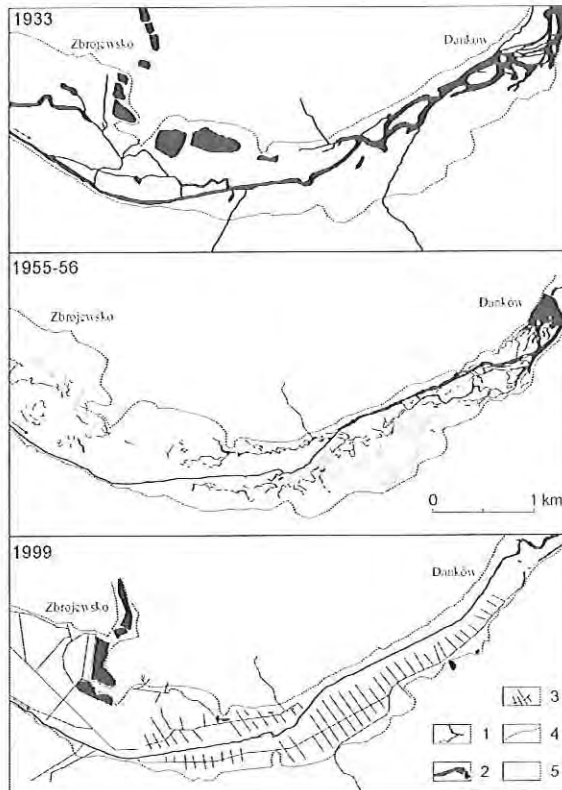 1933
Zbrojewsko
Danków
1955-56
Zbrojewsko
Danków
0 1 km
1999
Zbrojewsko
Danków
3
1 4
2 5